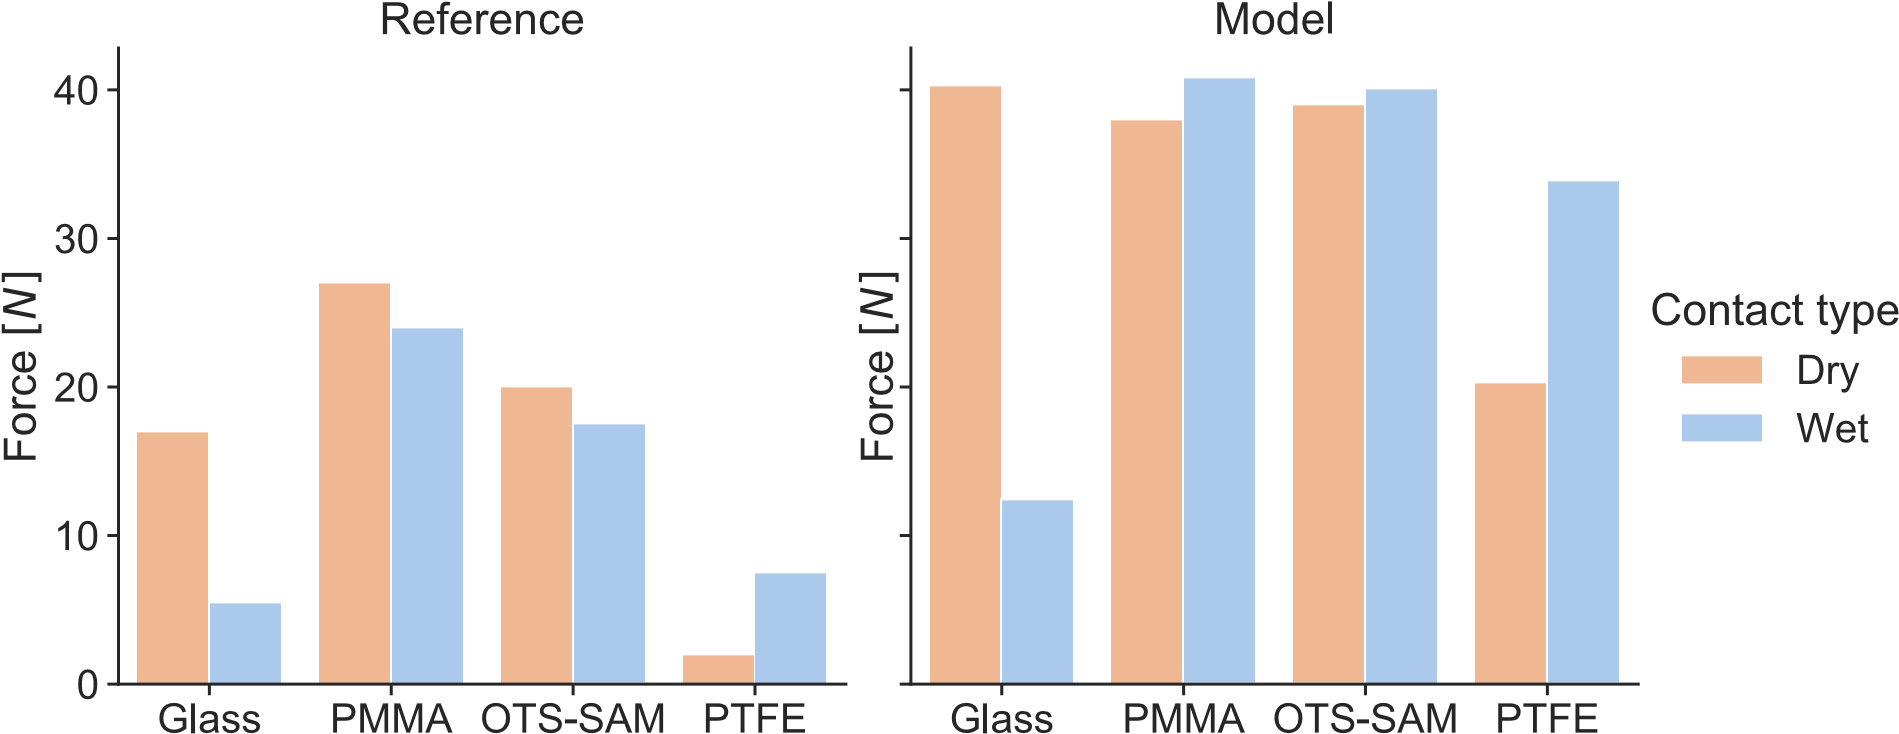 Reference
Force [N]
40
30
20
10
0
Glass PMMA OTS-SAM PTFE
Model
Force [N]
Glass PMMA OTS-SAM PTFE
Contact type
Dry
Wet